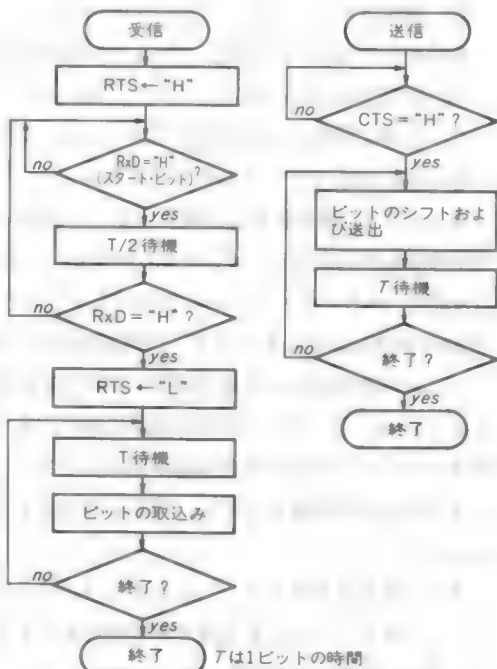 受信
RTS←"H"
no
RxD="H"
(スタート・ビット)?
yes
T/2 待機
no
RxD="H"?
yes
RTS←"L"
T待機
ビットの取込み
no
終了?
yes
終了
Tは1ビットの時間
送信
no
CTS="H"?
yes
ビットのシフトおよ
び送出
T待機
no
終了?
yes
終了